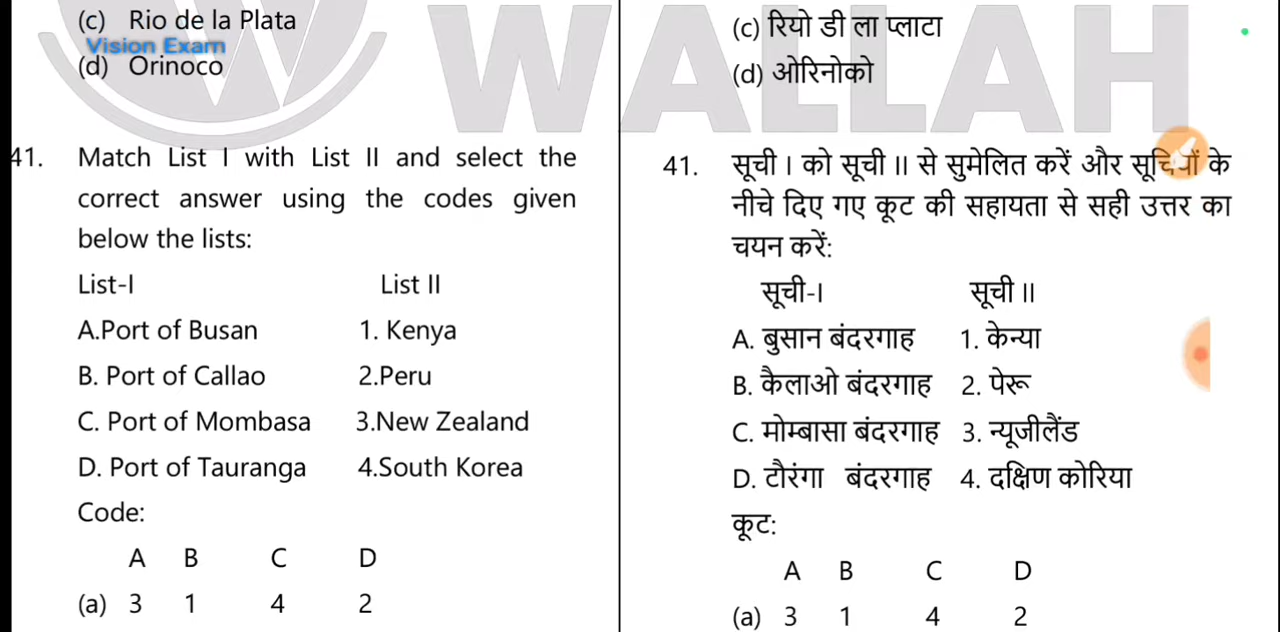 WALLAH
(c) Rio de la Plata
Vision Exam
(d) Orinoco
41. Match List I with List II and select the
correct answer using the codes given
below the lists:
List-I List II
A.Port of Busan 1. Kenya
B. Port of Callao 2.Peru
C. Port of Mombasa 3.New Zealand
D. Port of Tauranga 4.South Korea
Code:
A B C D
(a) 3 1 4 2
(c) रियो डी ला प्लाटा
(d) ओरिनोको
41. सूची I को सूची II से सुमेलित करें और सूचियों के
नीचे दिए गए कूट की सहायता से सही उत्तर का
चयन करें:
सूची-I सूची II
A. बुसान बंदरगाह 1. केन्या
B. कैलाओ बंदरगाह 2. पेरू
C. मोम्बासा बंदरगाह 3. न्यूजीलैंड
D. टौरंगा बंदरगाह 4. दक्षिण कोरिया
कूट:
A B C D
(a) 3 1 4 2